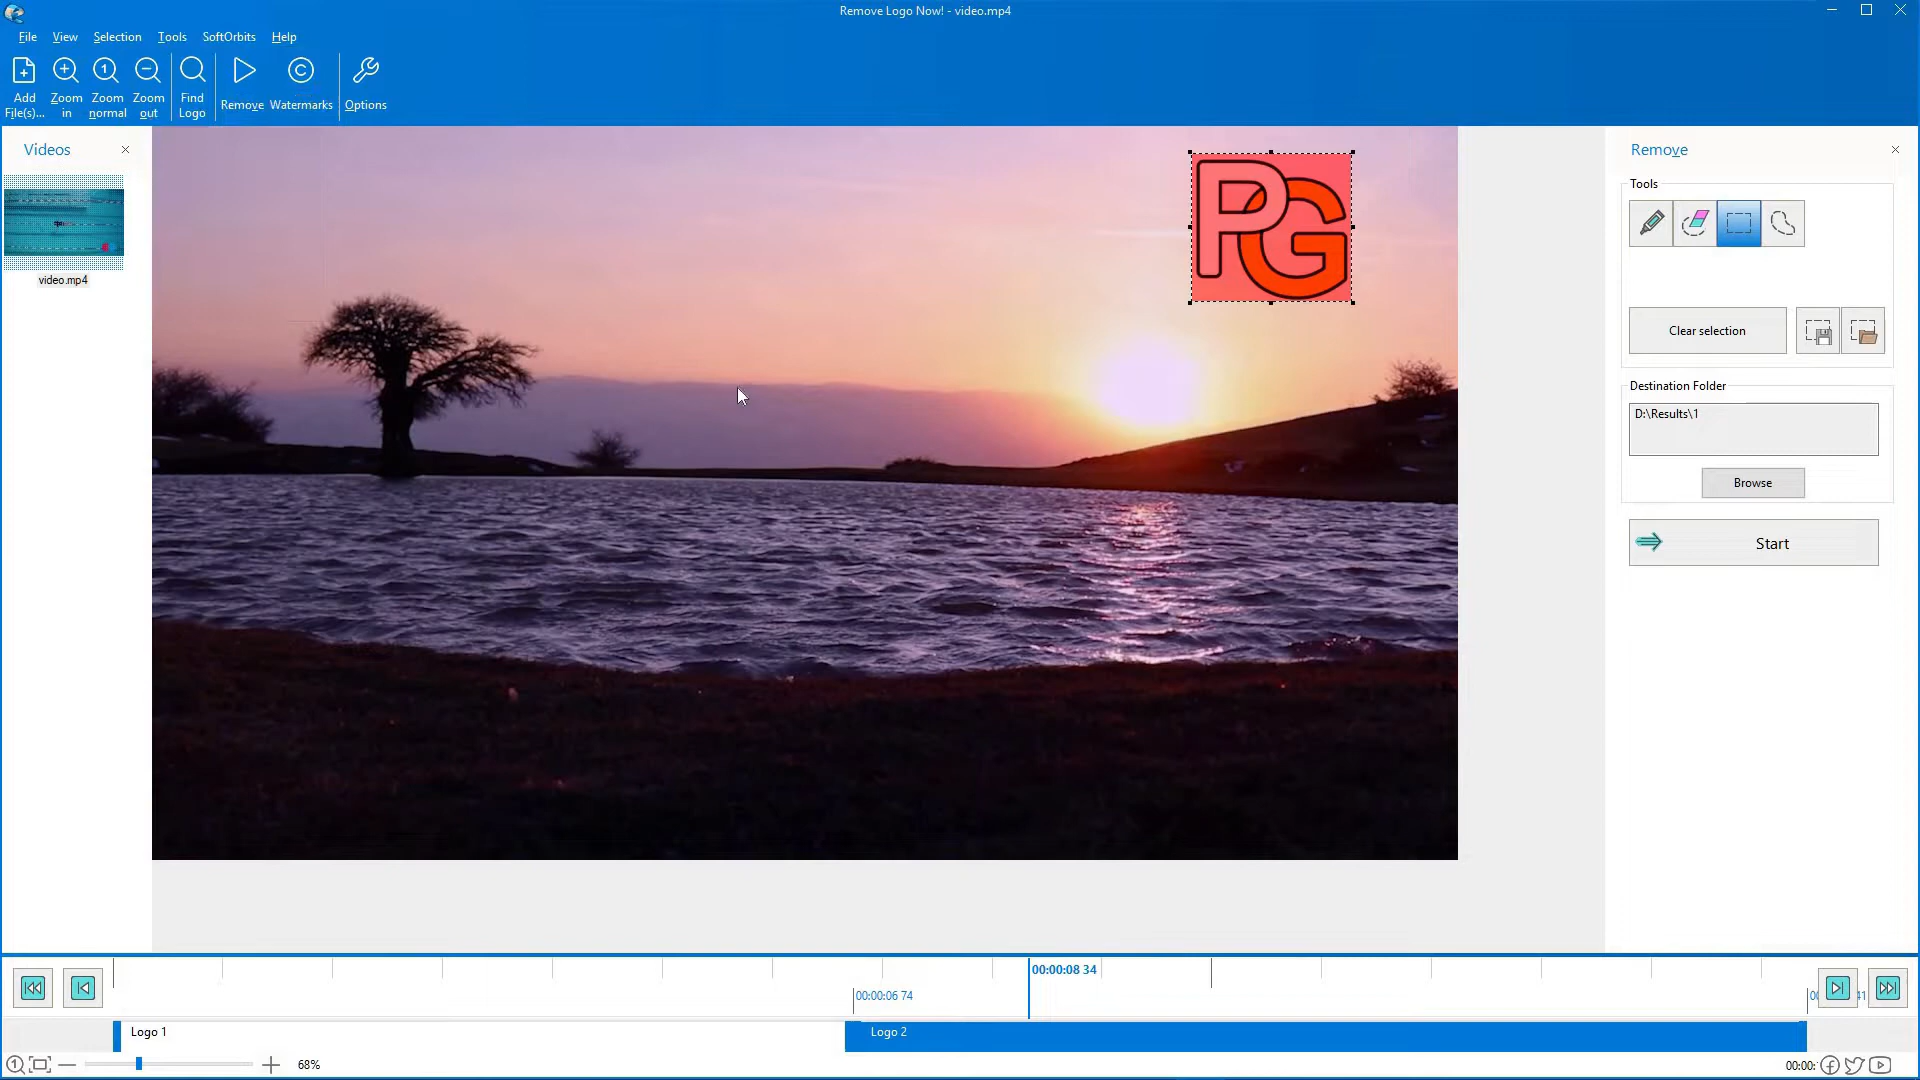 Remove Logo Now! - video.mp4
File View Selection Tools SoftOrbits Help
Add File(s)...
Zoom in
Zoom normal
Zoom out
Find Logo
Remove
Watermarks
Options
Videos
video.mp4
PG
Remove
Tools
Clear selection
Destination Folder
D:\Results\1
Browse
Start
00:00:08 34
00:00:06 74
Logo 1
Logo 2
68%
00:00: